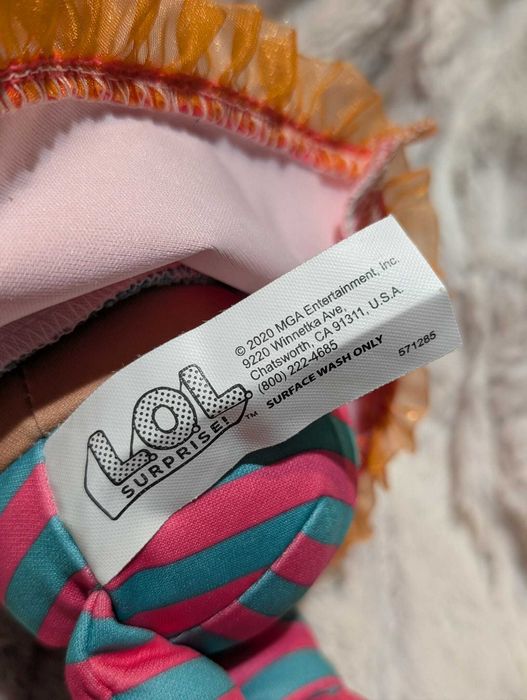 L.O.L.
SURPRISE!™
© 2020 MGA Entertainment, Inc.
9220 Winnetka Ave,
Chatsworth, CA 91311, U.S.A.
(800) 222-4685
SURFACE WASH ONLY
571285